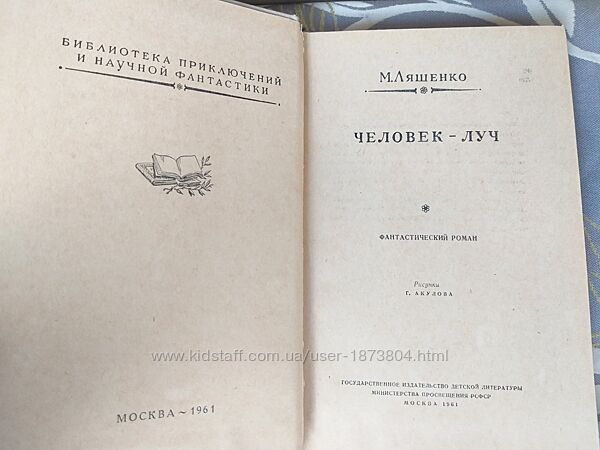 БИБЛИОТЕКА ПРИКЛЮЧЕНИЙ
И НАУЧНОЙ ФАНТАСТИКИ
МОСКВА ~ 1961
М. ЛЯШЕНКО
ЧЕЛОВЕК – ЛУЧ
ФАНТАСТИЧЕСКИЙ РОМАН
Рисунки
Г. АКУЛОВА
www.kidstaff.com.ua/user-1873804.html
ГОСУДАРСТВЕННОЕ ИЗДАТЕЛЬСТВО ДЕТСКОЙ ЛИТЕРАТУРЫ
МИНИСТЕРСТВА ПРОСВЕЩЕНИЯ РСФСР
МОСКВА 1961